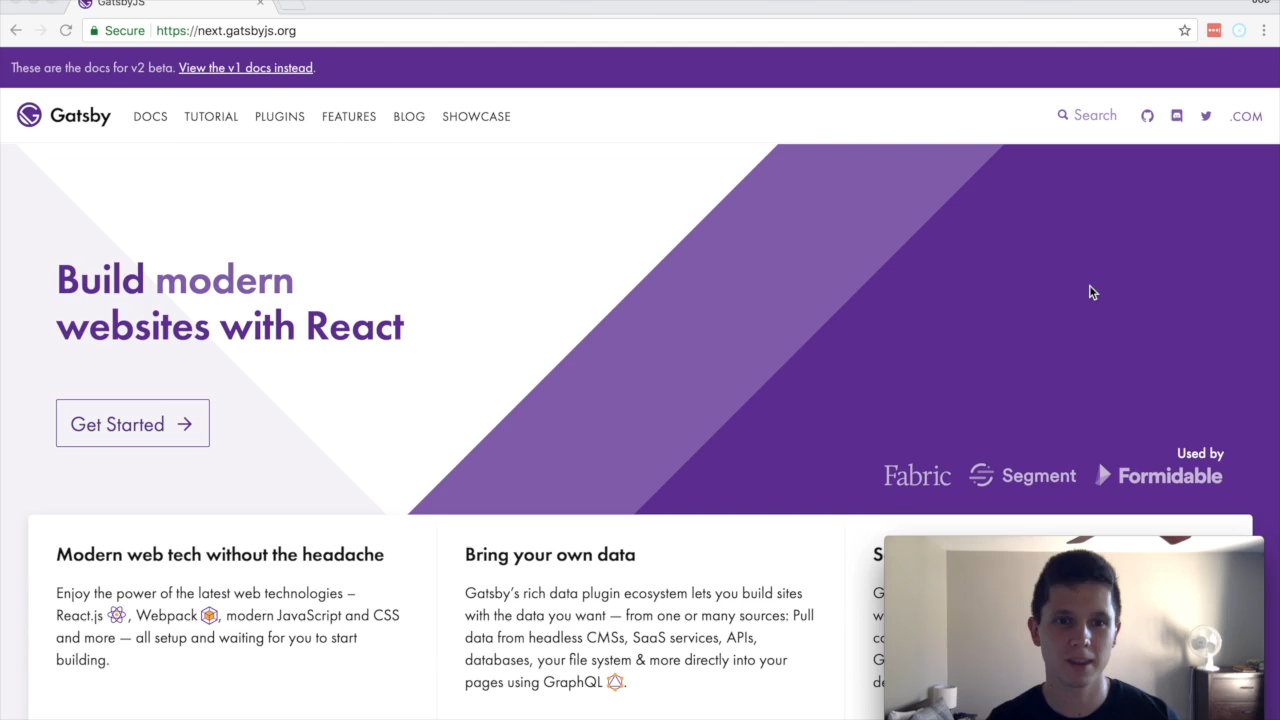 GatsbyJS
Secure
https://next.gatsbyjs.org
These are the docs for v2 beta. View the v1 docs instead.
Gatsby
DOCS
TUTORIAL
PLUGINS
FEATURES
BLOG
SHOWCASE
Search
.COM
Build modern
websites with React
Get Started
Used by
Fabric
Segment
Formidable
Modern web tech without the headache
Enjoy the power of the latest web technologies –
React.js , Webpack , modern JavaScript and CSS
and more — all setup and waiting for you to start
building.
Bring your own data
Gatsby’s rich data plugin ecosystem lets you build sites
with the data you want — from one or many sources: Pull
data from headless CMSs, SaaS services, APIs,
databases, your file system & more directly into your
pages using GraphQL .